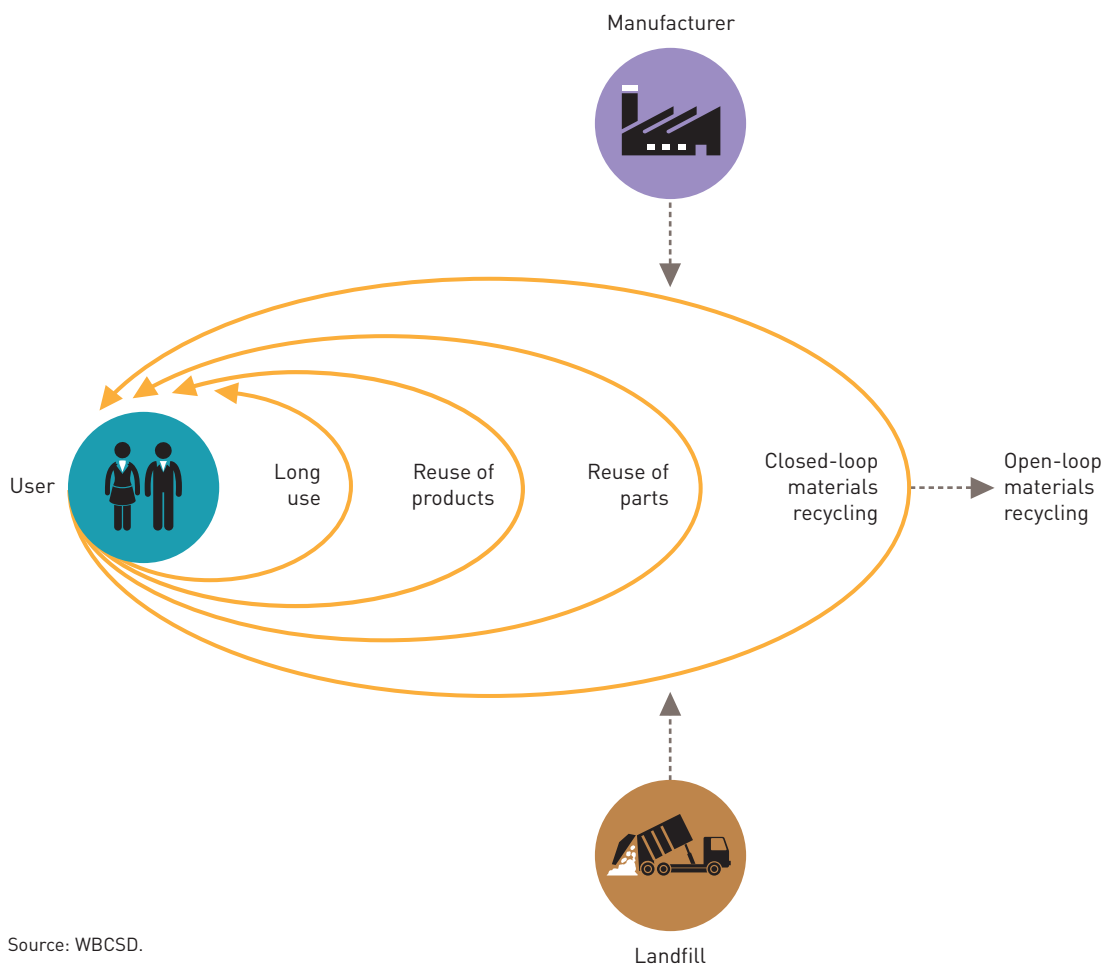 Manufacturer
User
Long
use
Reuse of
products
Reuse of
parts
Closed-loop
materials
recycling
Open-loop
materials
recycling
Source: WBCSD.
Landfill